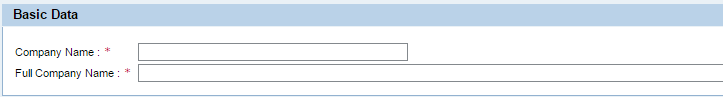 Basic Data
Company Name : *
Full Company Name : *